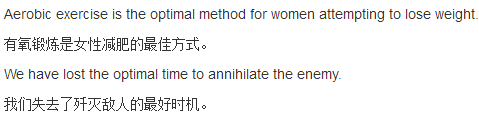 Aerobic exercise is the optimal method for women attempting to lose weight.
有氧锻炼是女性减肥的最佳方式。
We have lost the optimal time to annihilate the enemy.
我们失去了歼灭敌人的最好时机。